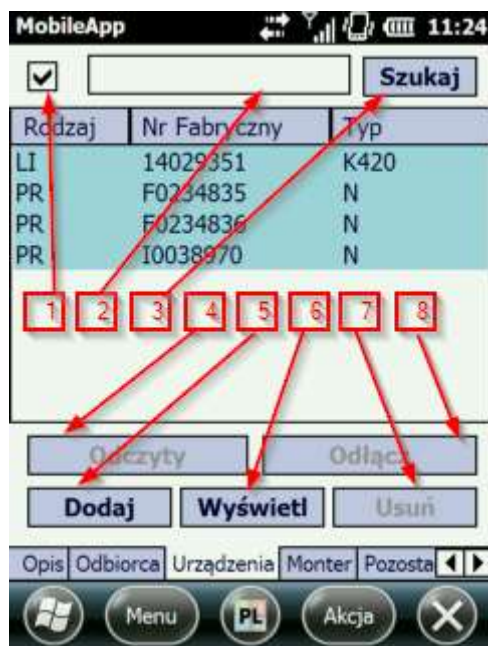 MobileApp 11:24
Szukaj
Rodzaj Nr Fabryczny Typ
LI 14029351 K420
PR F0234835 N
PR F0234836 N
PR I0038970 N
1 2 3 4 5 6 7 8
Odczyty Odłącz
Dodaj Wyświetl Usuń
Opis Odbiorca Urządzenia Monter Pozosta
Menu PL Akcja